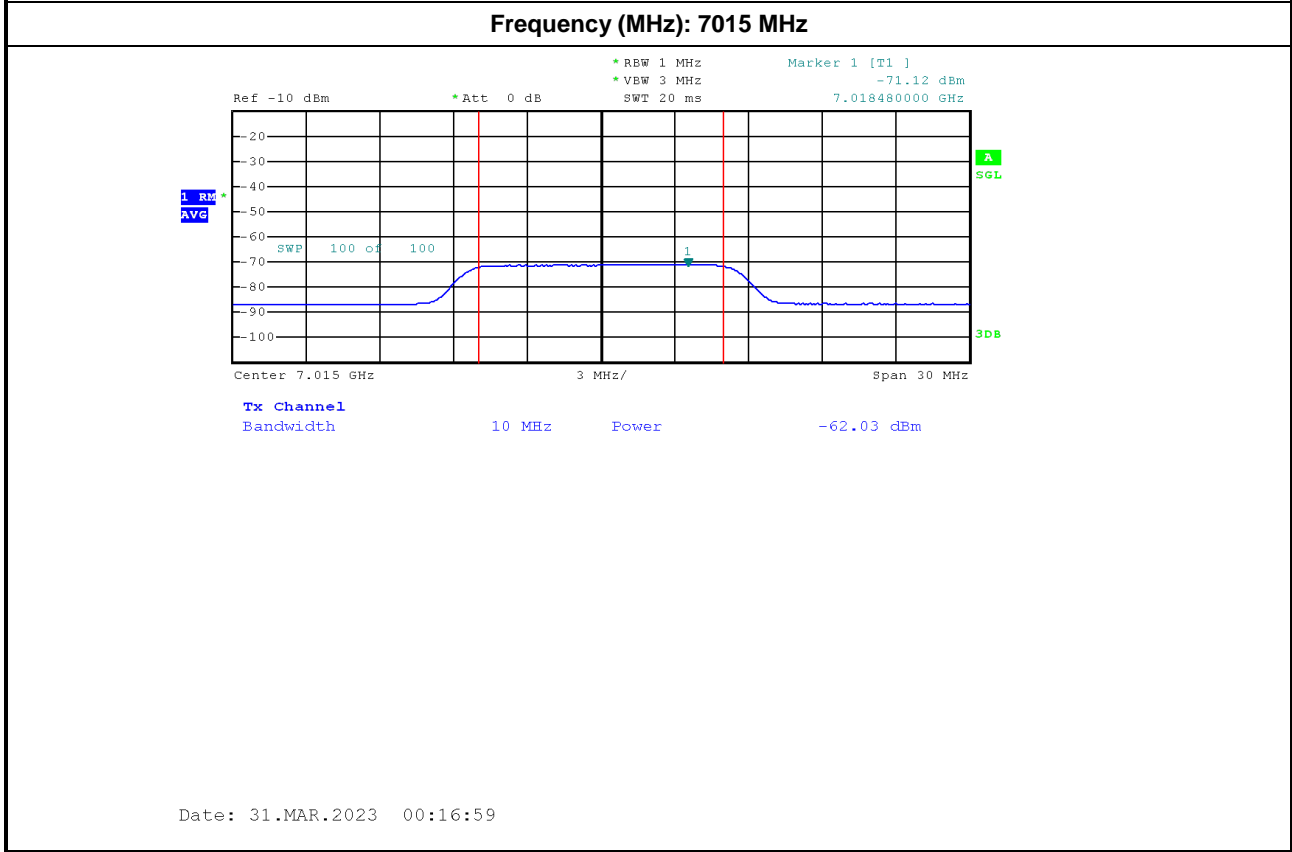 Frequency (MHz): 7015 MHz
* RBW 1 MHz Marker 1 [T1 ]
* VBW 3 MHz -71.12 dBm
Ref -10 dBm * Att 0 dB SWT 20 ms 7.018480000 GHz
-20
-30
A
SGL
-40
1 RM *
AVG
-50
-60
SWP 100 of 100
1
-70
-80
-90
-100
3DB
Center 7.015 GHz 3 MHz/ Span 30 MHz
Tx Channel
Bandwidth 10 MHz Power -62.03 dBm
Date: 31.MAR.2023 00:16:59